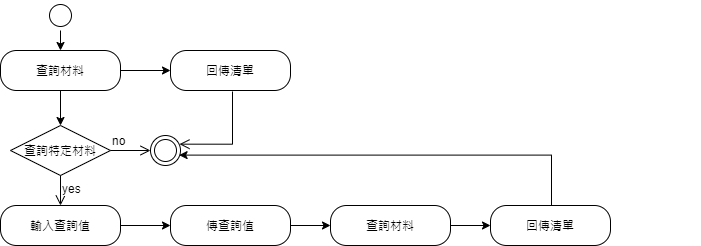 查詢材料
回傳清單
查詢特定材料
no
yes
輸入查詢值
傳查詢值
查詢材料
回傳清單